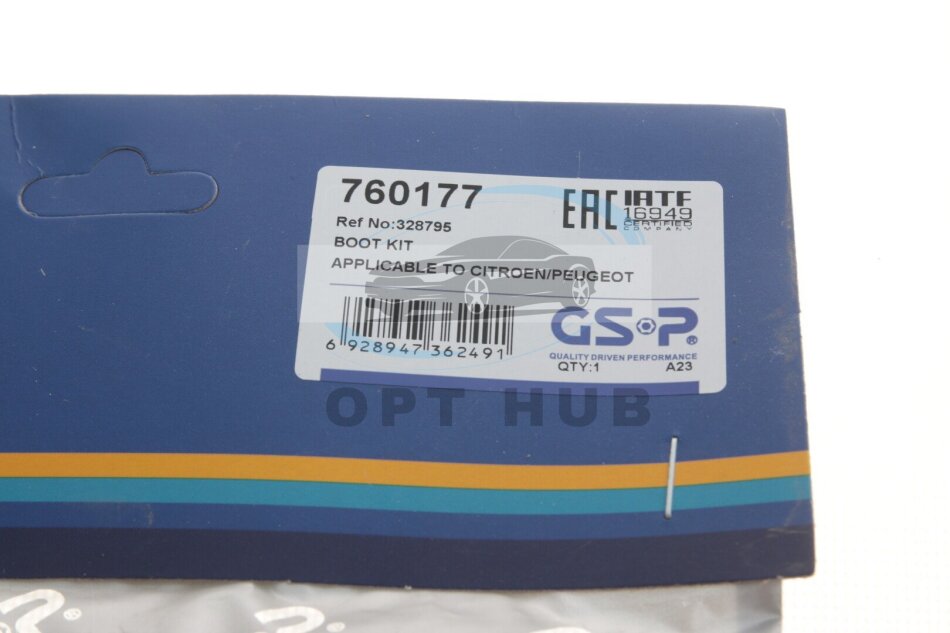 760177
EAC IATF
16949
CERTIFIED
COMPANY
Ref No:328795
BOOT KIT
APPLICABLE TO CITROEN/PEUGEOT
GS·P®
6 928947 362491
QUALITY DRIVEN PERFORMANCE
QTY:1 A23
OPT HUB